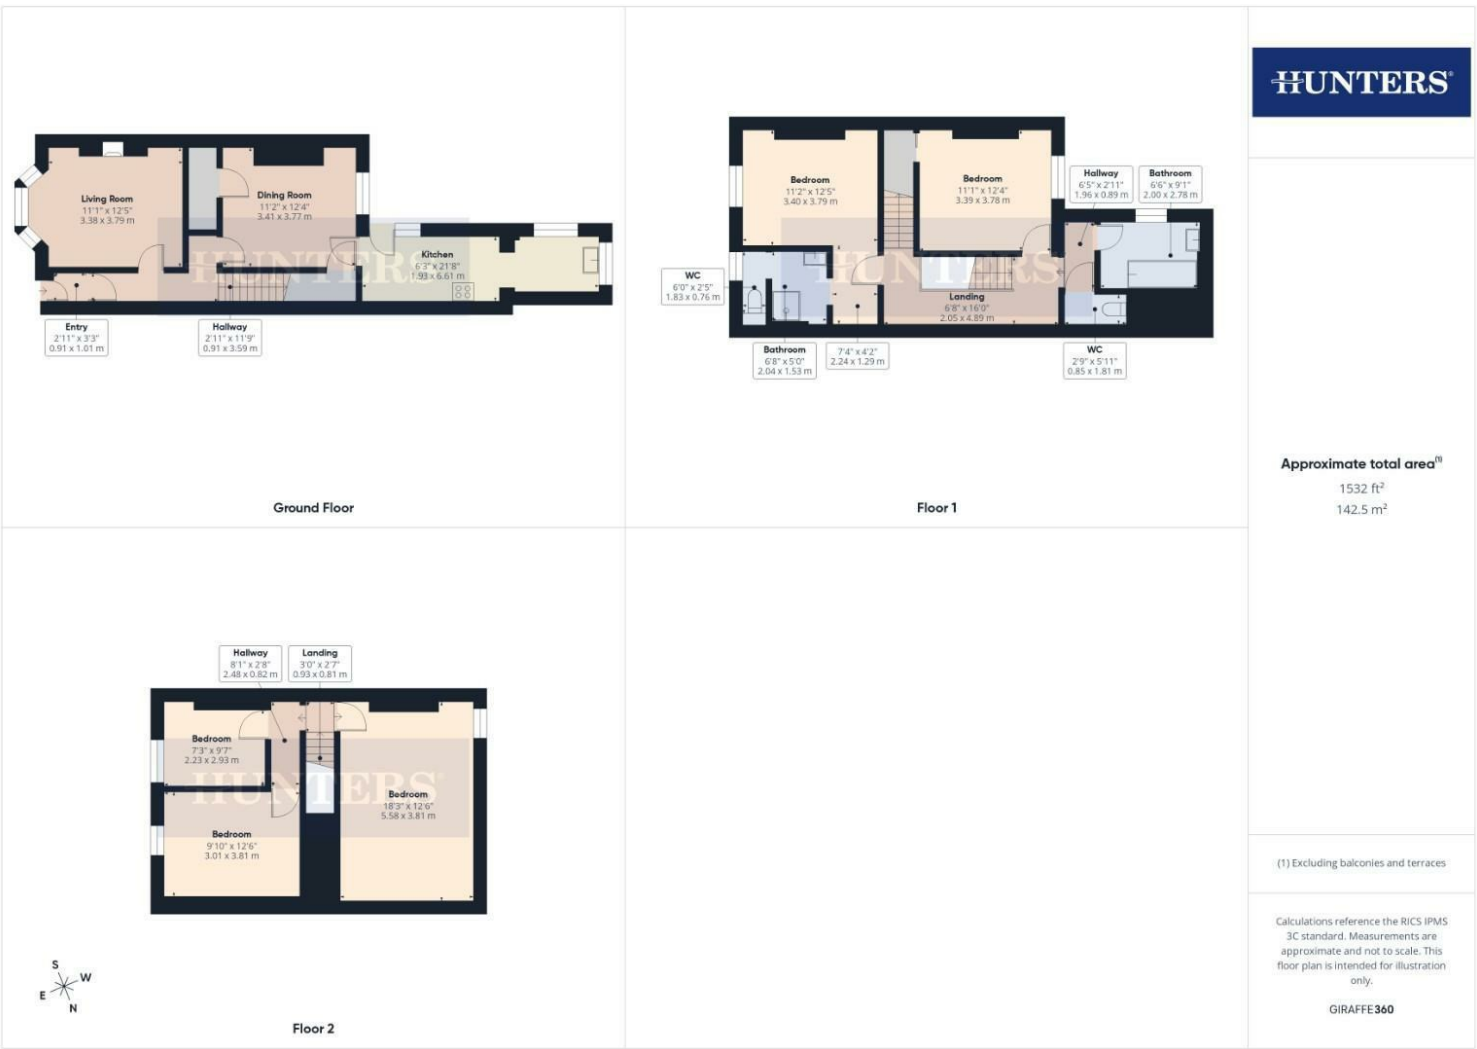 Living Room
11'1" x 12'5"
3.38 x 3.79 m
Dining Room
11'2" x 12'4"
3.41 x 3.77 m
Kitchen
6'3" x 21'8"
1.93 x 6.61 m
HUNTERS
Entry
2'11" x 3'3"
0.91 x 1.01 m
Hallway
2'11" x 11'9"
0.91 x 3.59 m
Ground Floor
Bedroom
11'2" x 12'5"
3.40 x 3.79 m
Bedroom
11'1" x 12'4"
3.39 x 3.78 m
Hallway
6'5" x 2'11"
1.96 x 0.89 m
Bathroom
6'6" x 9'1"
2.00 x 2.78 m
WC
6'0" x 2'5"
1.83 x 0.76 m
HUNTERS
Landing
6'8" x 16'0"
2.05 x 4.89 m
Bathroom
6'8" x 5'0"
2.04 x 1.53 m
7'4" x 4'2"
2.24 x 1.29 m
WC
2'9" x 5'11"
0.85 x 1.81 m
Floor 1
Hallway
8'1" x 2'8"
2.48 x 0.82 m
Landing
3'0" x 2'7"
0.93 x 0.81 m
Bedroom
7'3" x 9'7"
2.23 x 2.93 m
HUNTERS
Bedroom
18'3" x 12'6"
5.58 x 3.81 m
Bedroom
9'10" x 12'6"
3.01 x 3.81 m
S
W
E
N
Floor 2
HUNTERS®
Approximate total area(1)
1532 ft²
142.5 m²
(1) Excluding balconies and terraces
Calculations reference the RICS IPMS
3C standard. Measurements are
approximate and not to scale. This
floor plan is intended for illustration
only.
GIRAFFE360